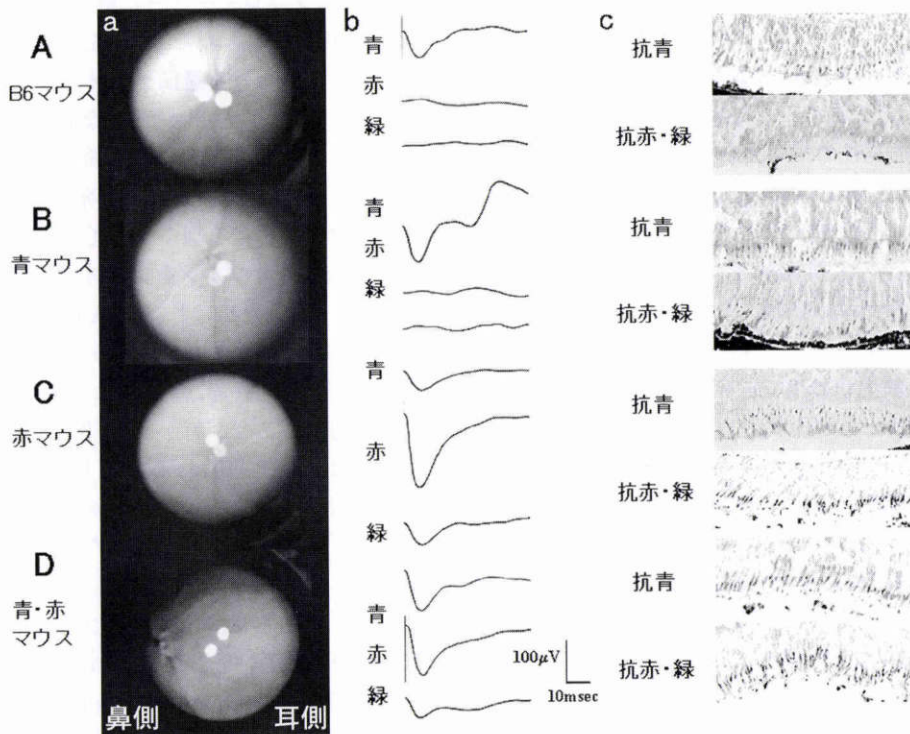 a
b
c
A
B6マウス
B
青マウス
C
赤マウス
D
青・赤
マウス
鼻側 耳側
青
赤
緑
青
赤
緑
青
赤
緑
青
赤
緑
100μV
10msec
抗青
抗赤・緑
抗青
抗赤・緑
抗青
抗赤・緑
抗青
抗赤・緑